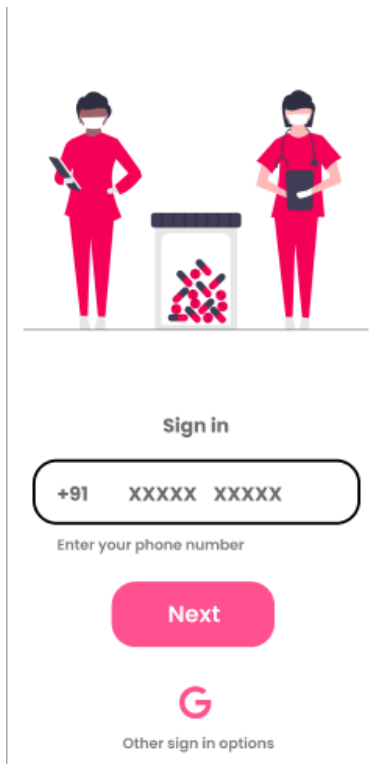 Sign in
+91 XXXXX XXXXX
Enter your phone number
Next
G
Other sign in options